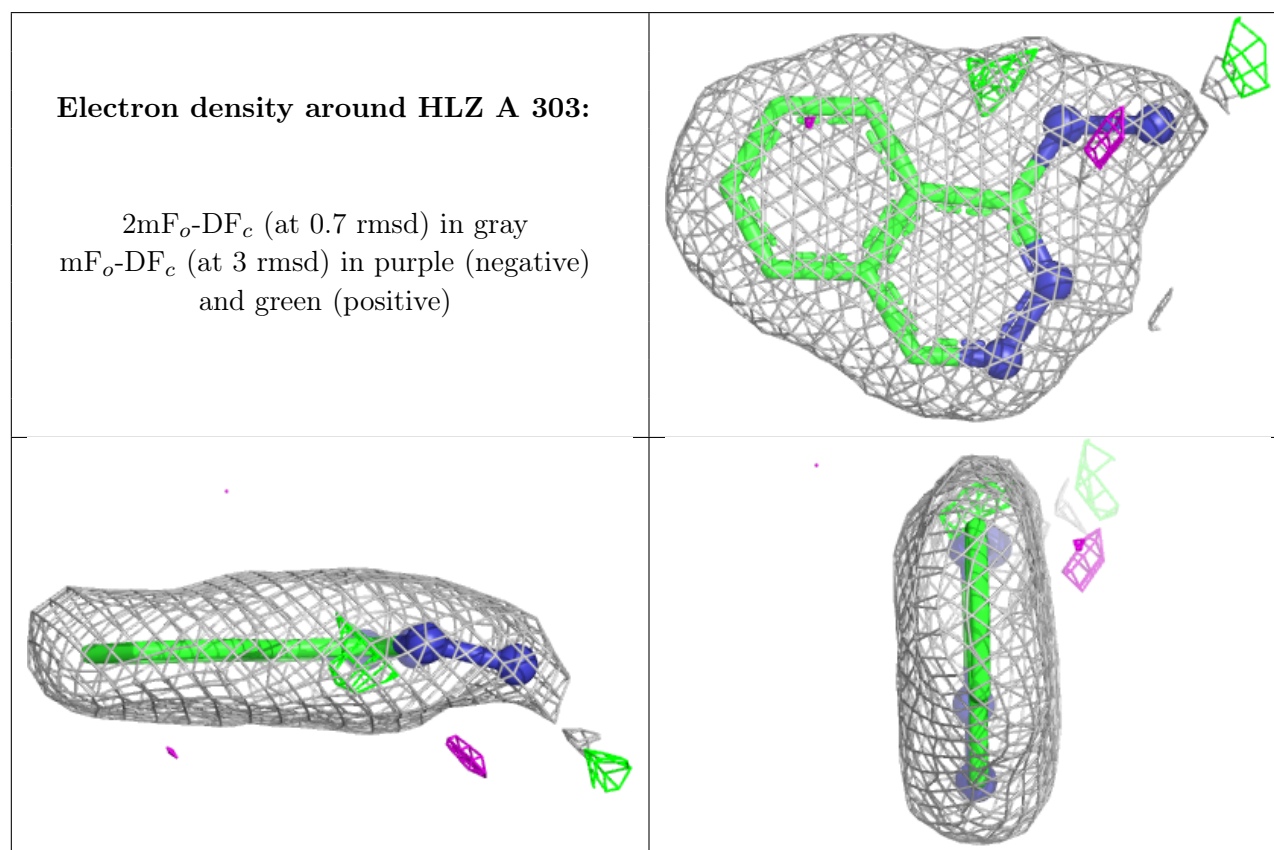 Electron density around HLZ A 303:
2mFo-DFc (at 0.7 rmsd) in gray
mFo-DFc (at 3 rmsd) in purple (negative)
and green (positive)